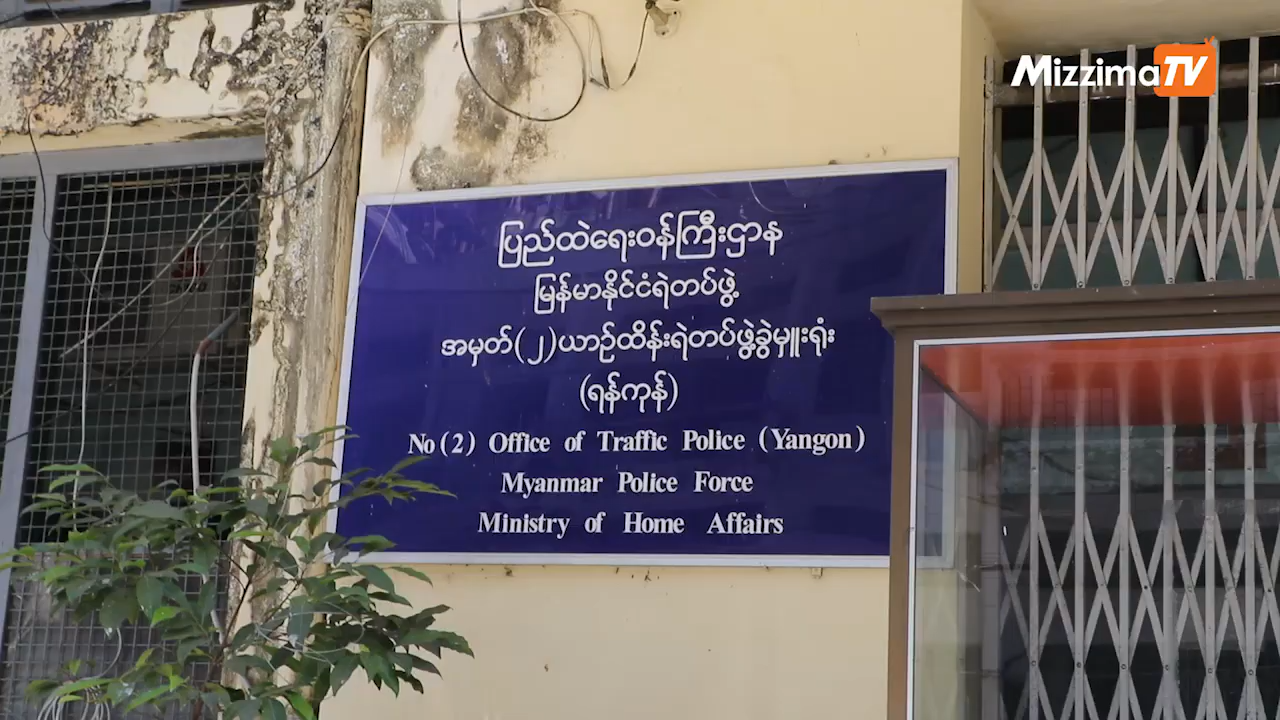 MizzimaTV
ပြည်ထဲရေးဝန်ကြီးဌာန
မြန်မာနိုင်ငံရဲတပ်ဖွဲ့
အမှတ်(၂)ယာဉ်ထိန်းရဲတပ်ဖွဲ့ခွဲမှူးရုံး
(ရန်ကုန်)
No (2) Office of Traffic Police (Yangon)
Myanmar Police Force
Ministry of Home Affairs